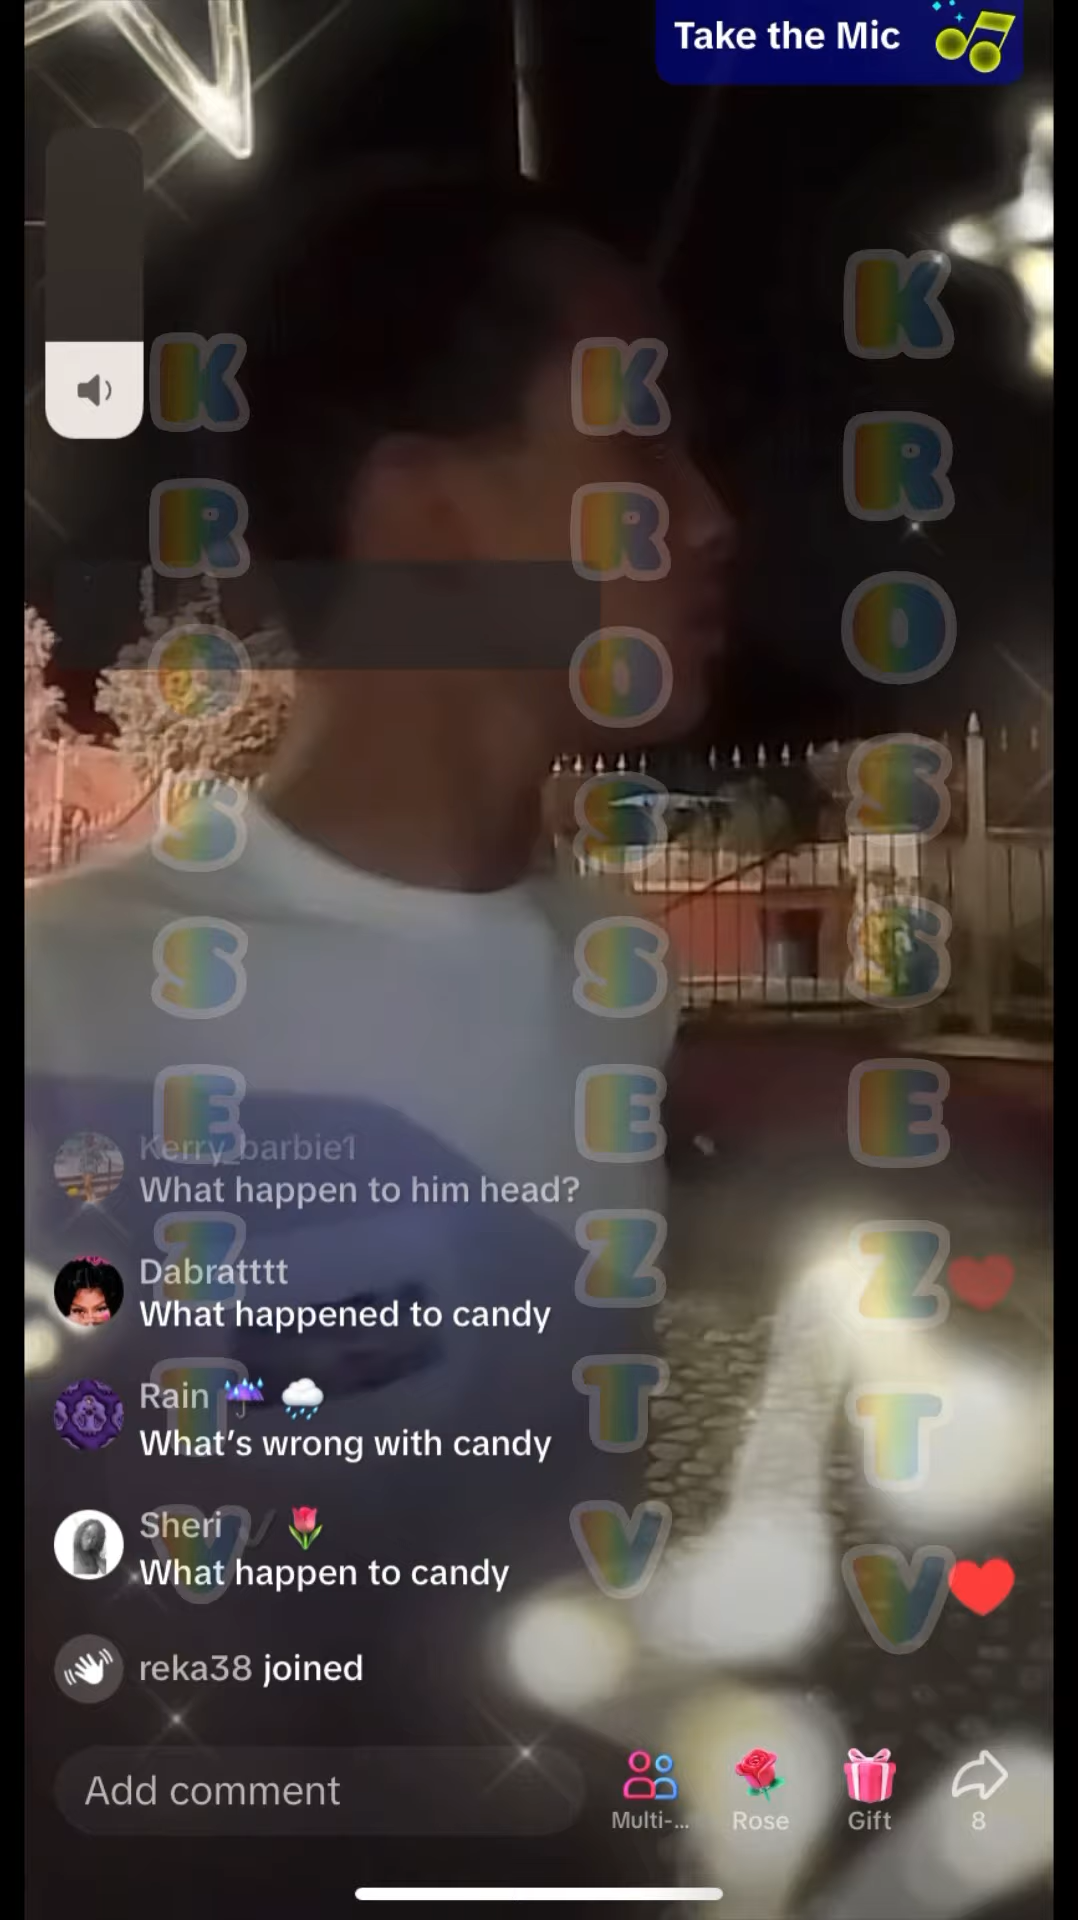 Take the Mic
KROSSEZTV
KROSSEZTV
KROSSEZTV
Kerry_barbie1
What happen to him head?
Dabratttt
What happened to candy
Rain ☔ 🌧️
What's wrong with candy
Sheri 🌷
What happen to candy
reka38 joined
Add comment
Multi-...
Rose
Gift
8